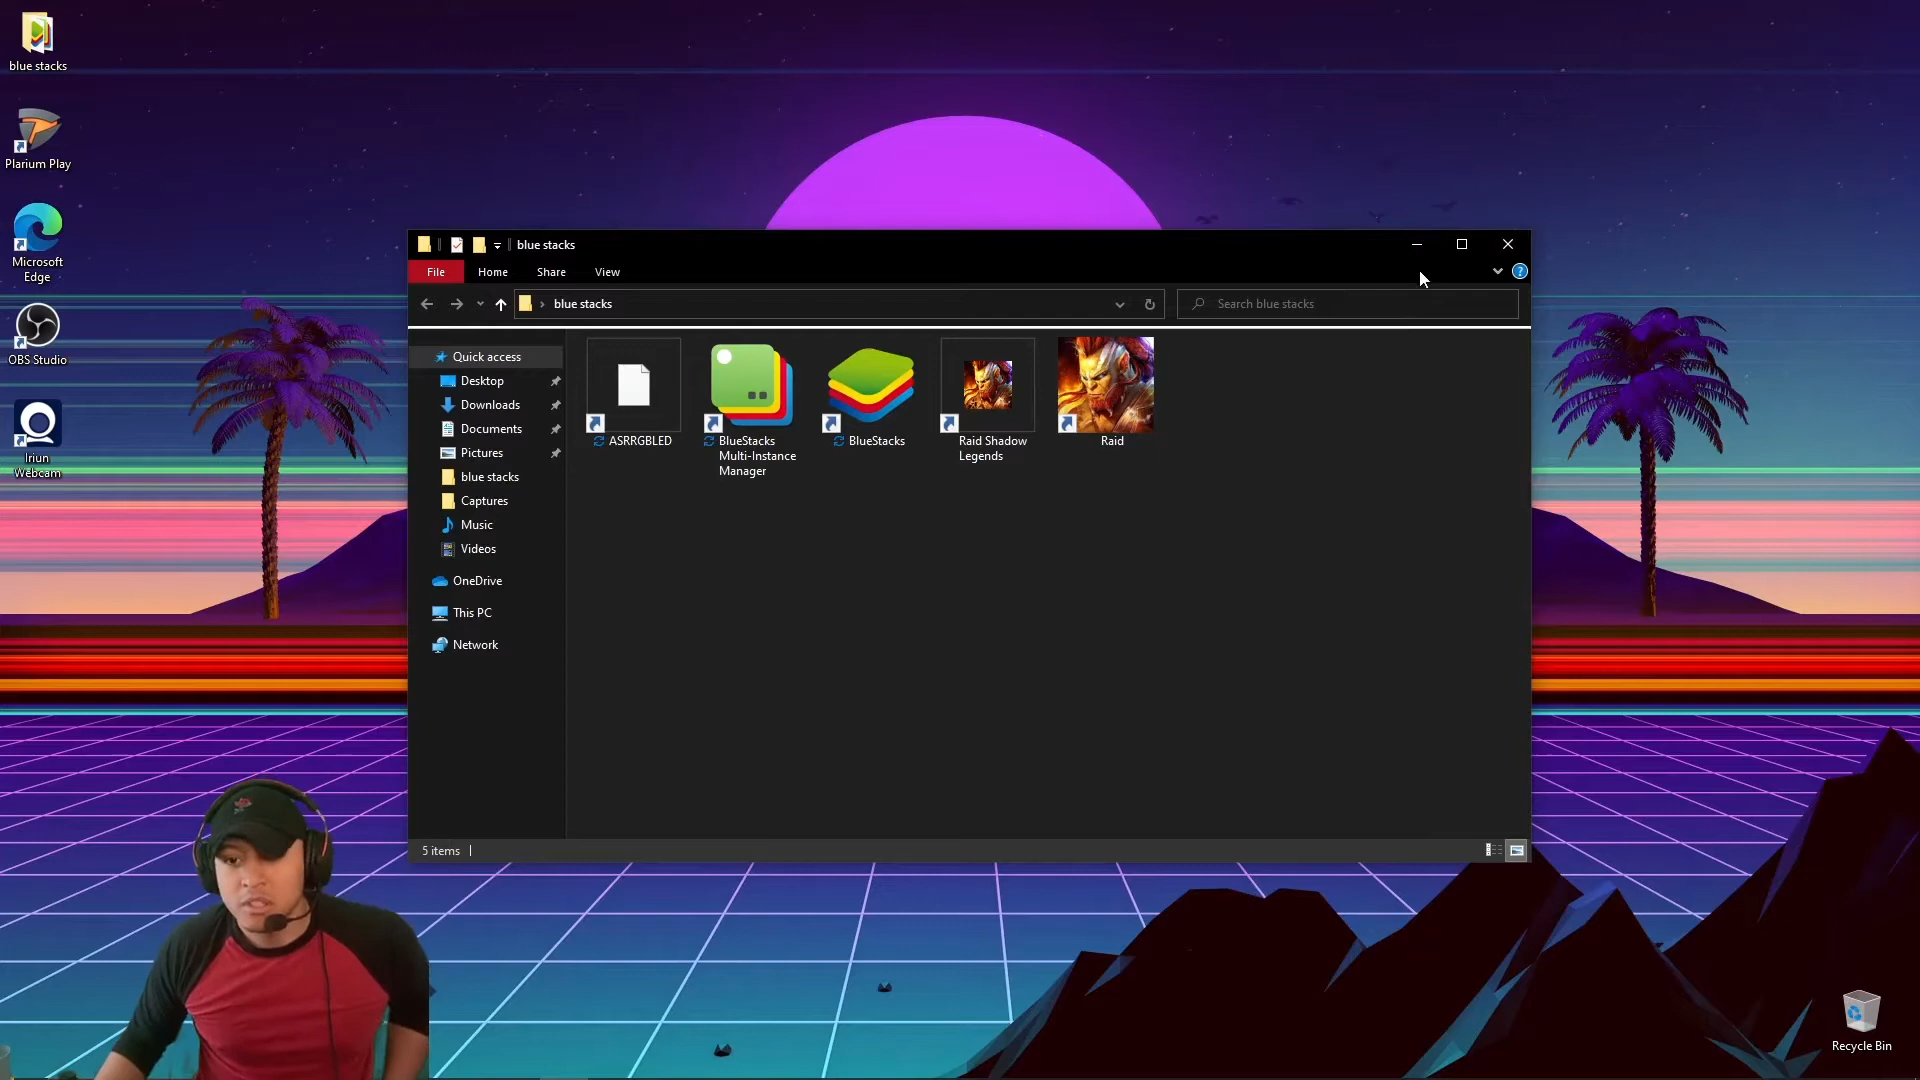 blue stacks
Plarium Play
Microsoft
Edge
OBS Studio
Iriun
Webcam
blue stacks
File Home Share View
blue stacks
Search blue stacks
Quick access
Desktop
Downloads
Documents
Pictures
blue stacks
Captures
Music
Videos
OneDrive
This PC
Network
ASRRGBLED
BlueStacks
Multi-Instance
Manager
BlueStacks
Raid Shadow
Legends
Raid
5 items
Recycle Bin